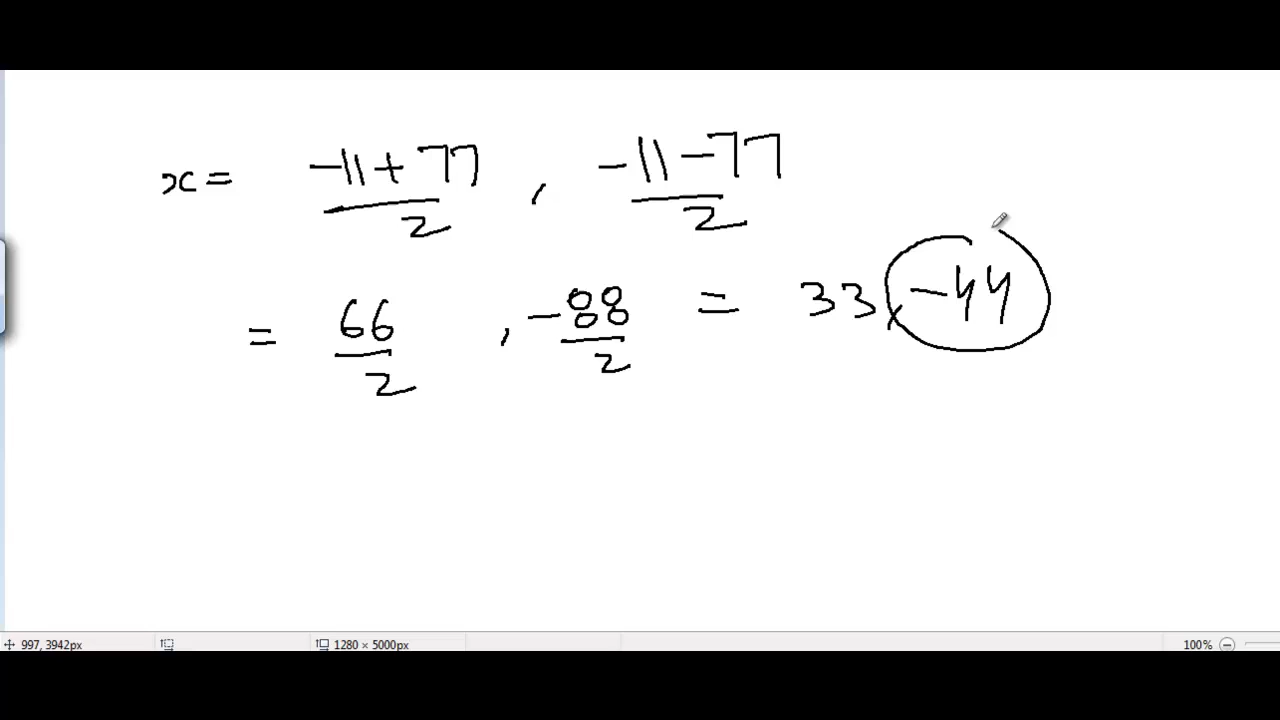 x = -11+77/2 , -11-77/2
= 66/2 , -88/2 = 33, -44
997, 3942px 1280 × 5000px 100%